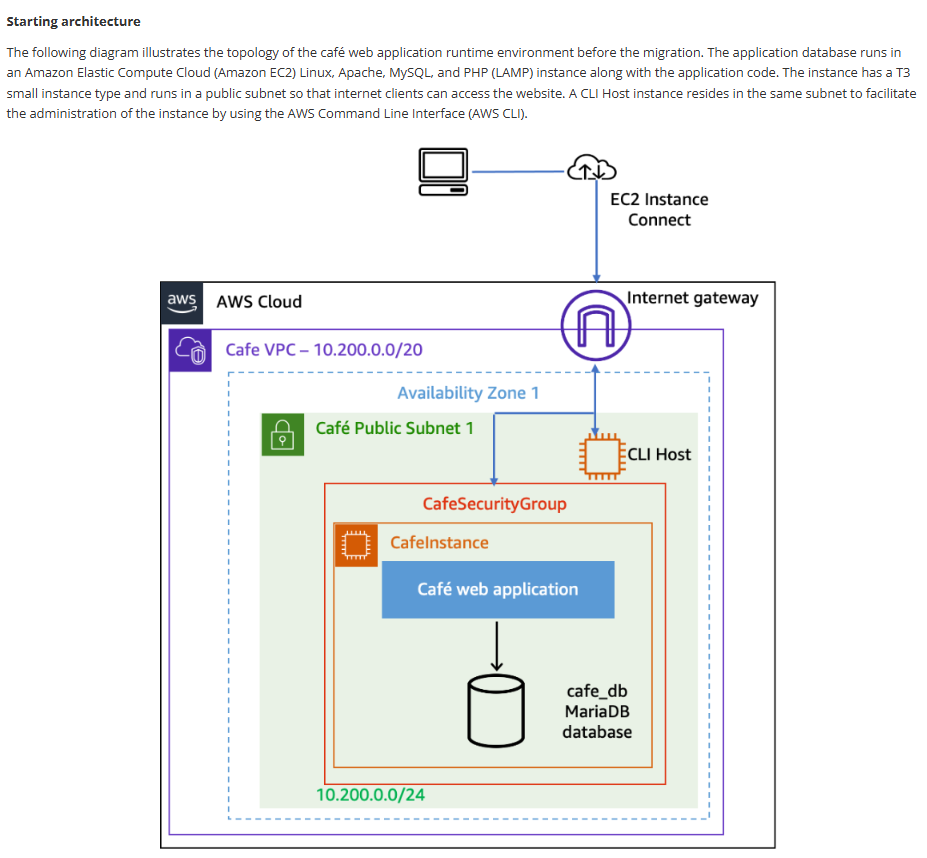 Starting architecture
The following diagram illustrates the topology of the café web application runtime environment before the migration. The application database runs in
an Amazon Elastic Compute Cloud (Amazon EC2) Linux, Apache, MySQL, and PHP (LAMP) instance along with the application code. The instance has a T3
small instance type and runs in a public subnet so that internet clients can access the website. A CLI Host instance resides in the same subnet to facilitate
the administration of the instance by using the AWS Command Line Interface (AWS CLI).
EC2 Instance
Connect
aws
AWS Cloud
Internet gateway
Cafe VPC – 10.200.0.0/20
Availability Zone 1
Café Public Subnet 1
CLI Host
CafeSecurityGroup
CafeInstance
Café web application
cafe_db
MariaDB
database
10.200.0.0/24